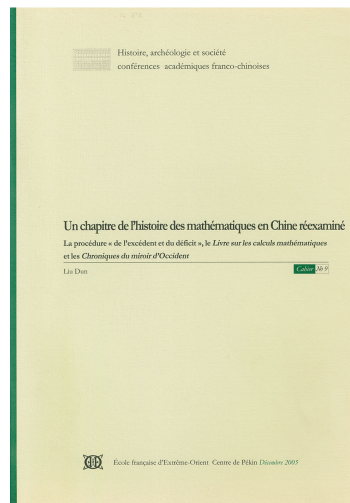 Histoire, archéologie et société
conférences académiques franco-chinoises
Un chapitre de l'histoire des mathématiques en Chine réexaminé
La procédure « de l'excédent et du déficit », le Livre sur les calculs mathématiques
et les Chroniques du miroir d'Occident
Liu Dun
Cahier № 9
École française d'Extrême-Orient Centre de Pékin Décembre 2005